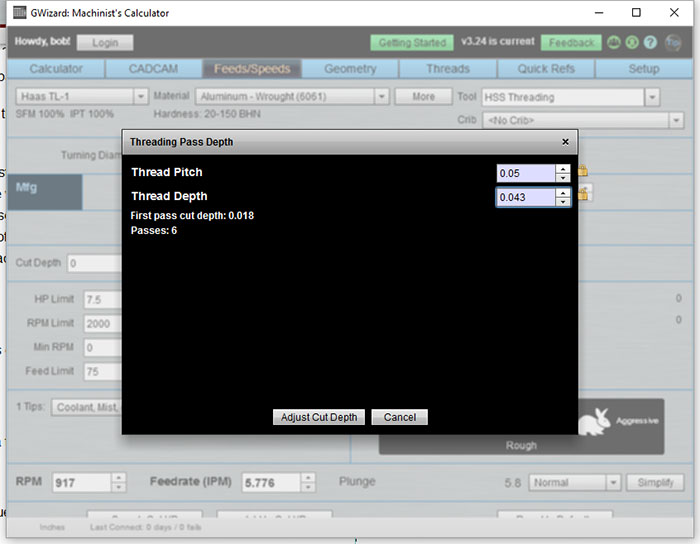 GWizard: Machinist's Calculator
Howdy, bob! Login Getting Started v3.24 is current Feedback
Calculator CADCAM Feeds/Speeds Geometry Threads Quick Refs Setup
Haas TL-1 Material Aluminum - Wrought (6061) More Tool HSS Threading
SFM 100% IPT 100% Hardness: 20-150 BHN Crib <No Crib>
Threading Pass Depth
Turning
Mfg
Thread Pitch 0.05
Thread Depth 0.043
First pass cut depth: 0.018
Passes: 6
Cut Depth 0
HP Limit 7.5 0
RPM Limit 2000 0
Min RPM 0
Feed Limit 75
1 Tips: Coolant, Mist,
Adjust Cut Depth Cancel
Aggressive
Rough
RPM 917 Feedrate (IPM) 5.776 Plunge 5.8 Normal Simplify
Inches Last Connect: 0 days / 0 fails